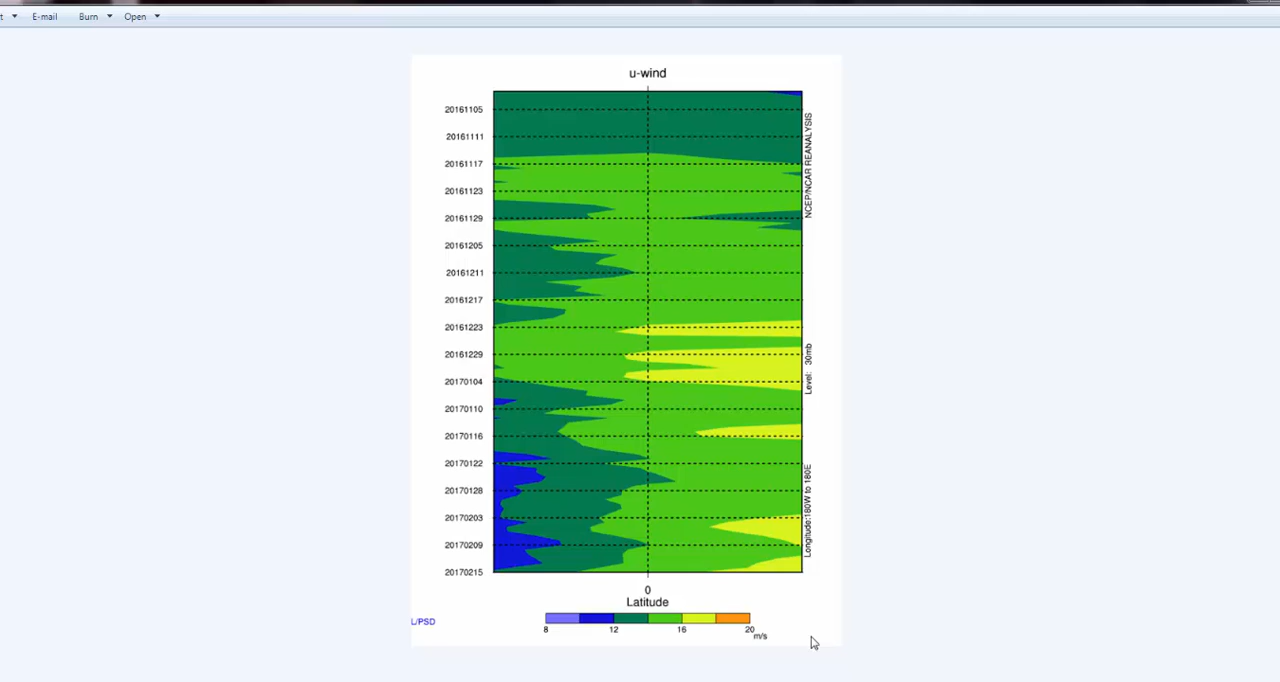 t E-mail Burn Open
u-wind
20161105
20161111
20161117
20161123
20161129
20161205
20161211
20161217
20161223
20161229
20170104
20170110
20170116
20170122
20170128
20170203
20170209
20170215
NCEP/NCAR REANALYSIS
Level: 30mb
Longitude:180W to 180E
0
Latitude
L/PSD
8 12 16 20
m/s